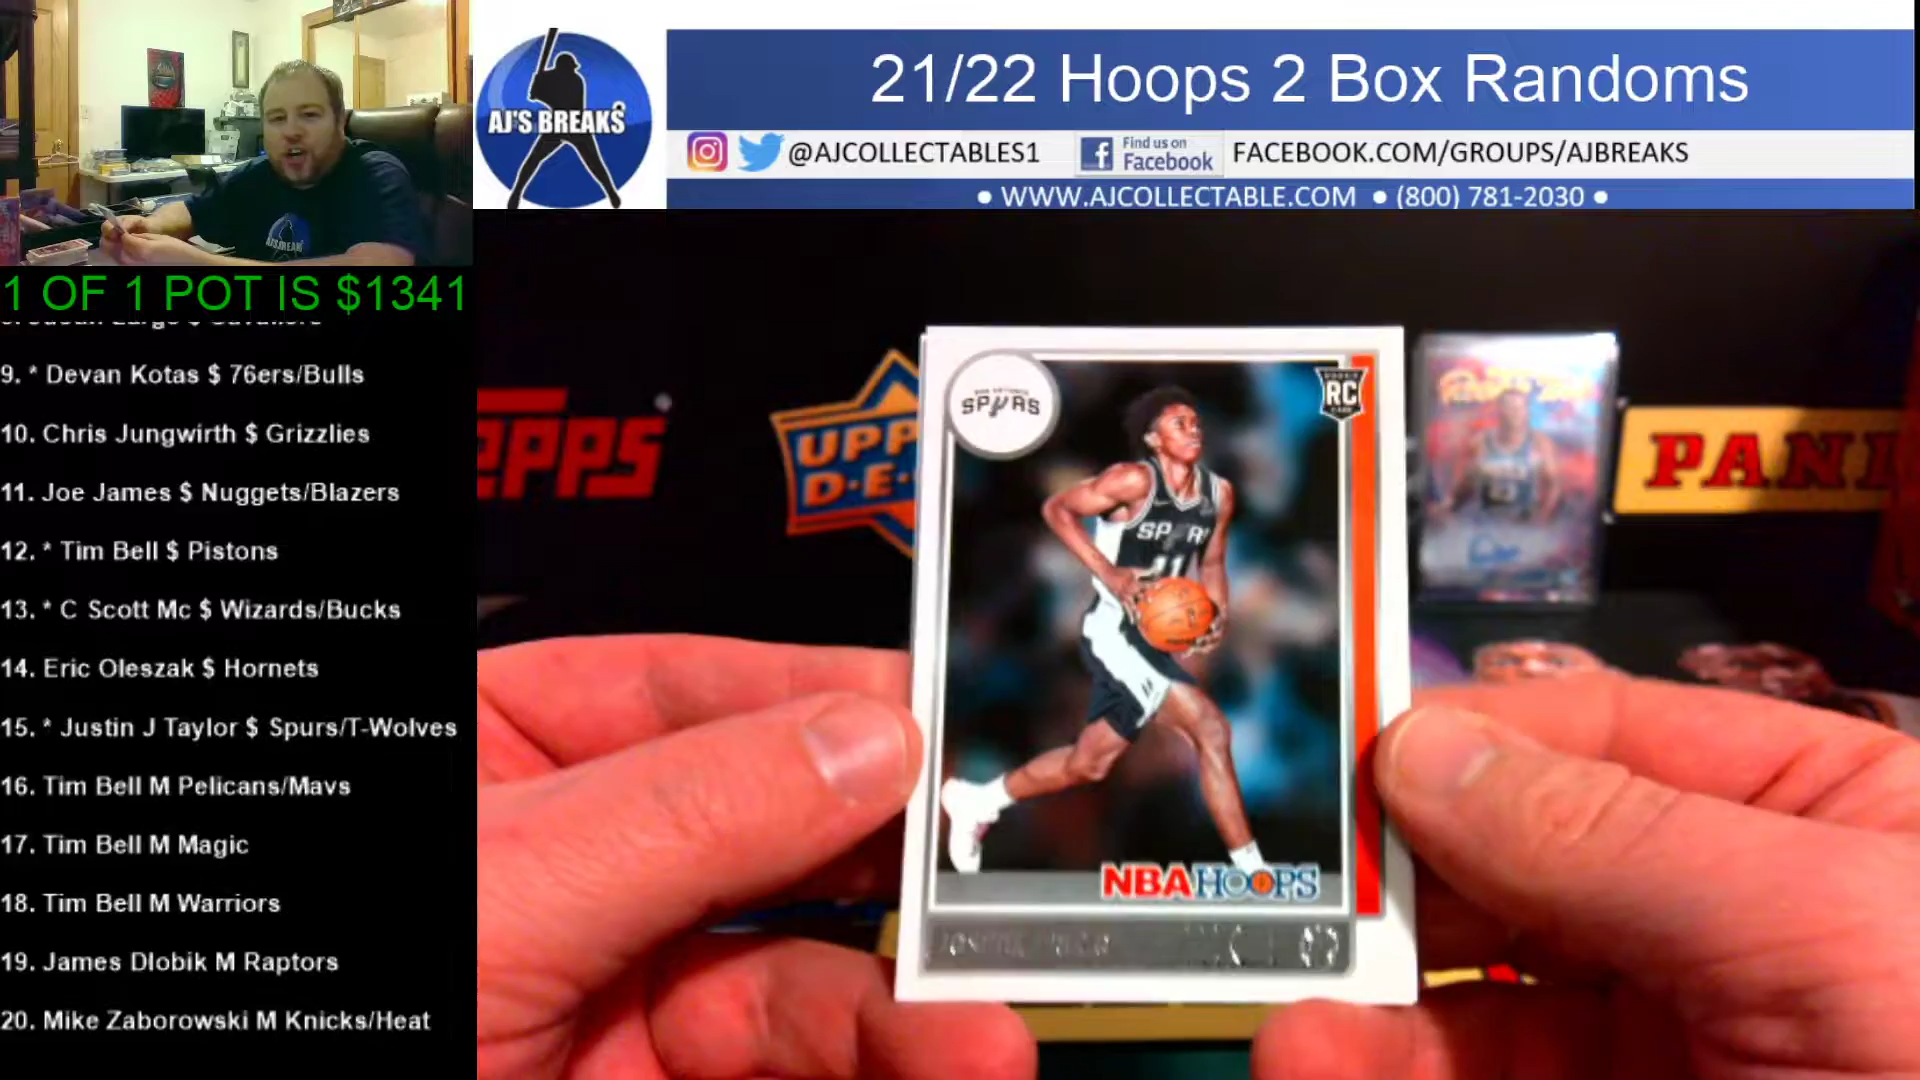 21/22 Hoops 2 Box Randoms
AJ'S BREAKS
@AJCOLLECTABLES1
Find us on
Facebook
FACEBOOK.COM/GROUPS/AJBREAKS
• WWW.AJCOLLECTABLE.COM • (800) 781-2030 •
1 OF 1 POT IS $1341
9. * Devan Kotas $ 76ers/Bulls
10. Chris Jungwirth $ Grizzlies
11. Joe James $ Nuggets/Blazers
12. * Tim Bell $ Pistons
13. * C Scott Mc $ Wizards/Bucks
14. Eric Oleszak $ Hornets
15. * Justin J Taylor $ Spurs/T-Wolves
16. Tim Bell M Pelicans/Mavs
17. Tim Bell M Magic
18. Tim Bell M Warriors
19. James Dlobik M Raptors
20. Mike Zaborowski M Knicks/Heat
SPURS
RC
NBA HOOPS
UPP
D·E·
PANI